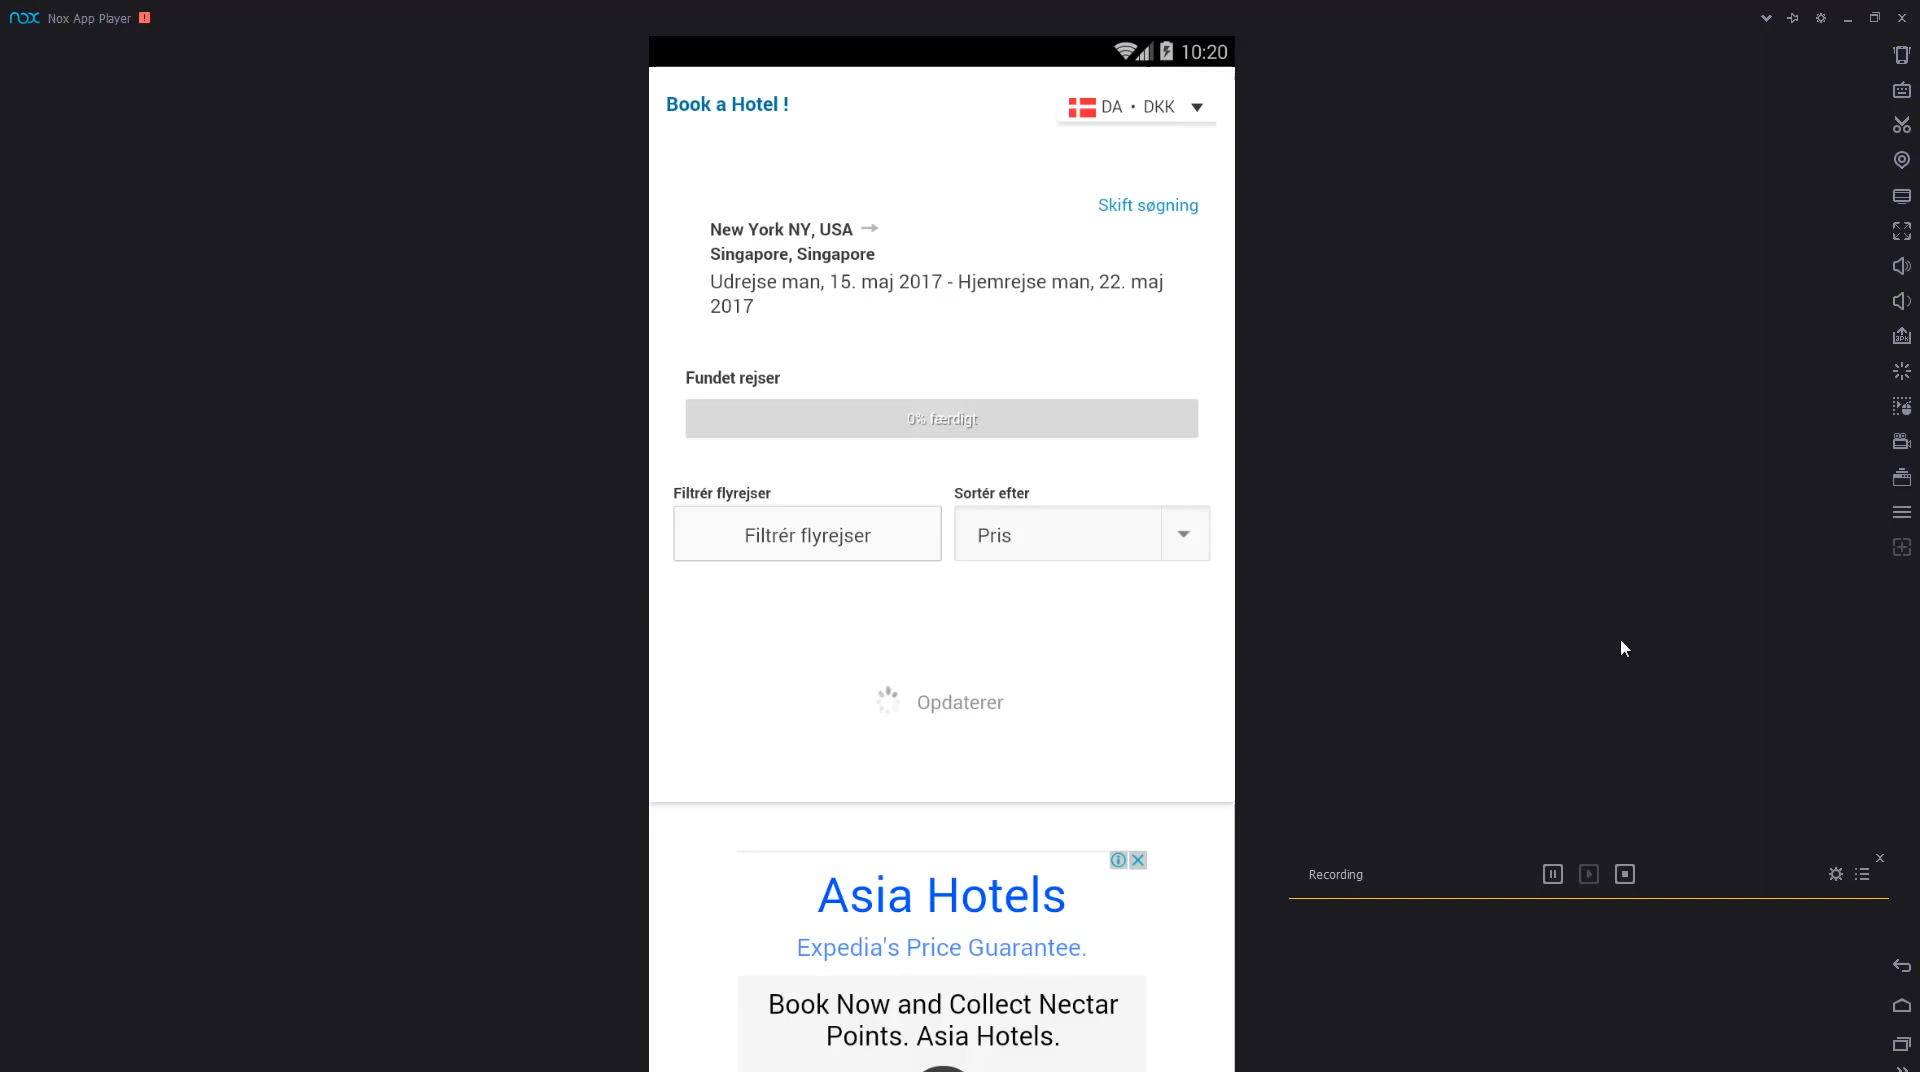 nox Nox App Player
10:20
Book a Hotel !
DA • DKK
Skift søgning
New York NY, USA
Singapore, Singapore
Udrejse man, 15. maj 2017 - Hjemrejse man, 22. maj
2017
Fundet rejser
0% færdigt
Filtrér flyrejser
Sortér efter
Filtrér flyrejser
Pris
Opdaterer
Asia Hotels
Expedia's Price Guarantee.
Book Now and Collect Nectar
Points. Asia Hotels.
Recording